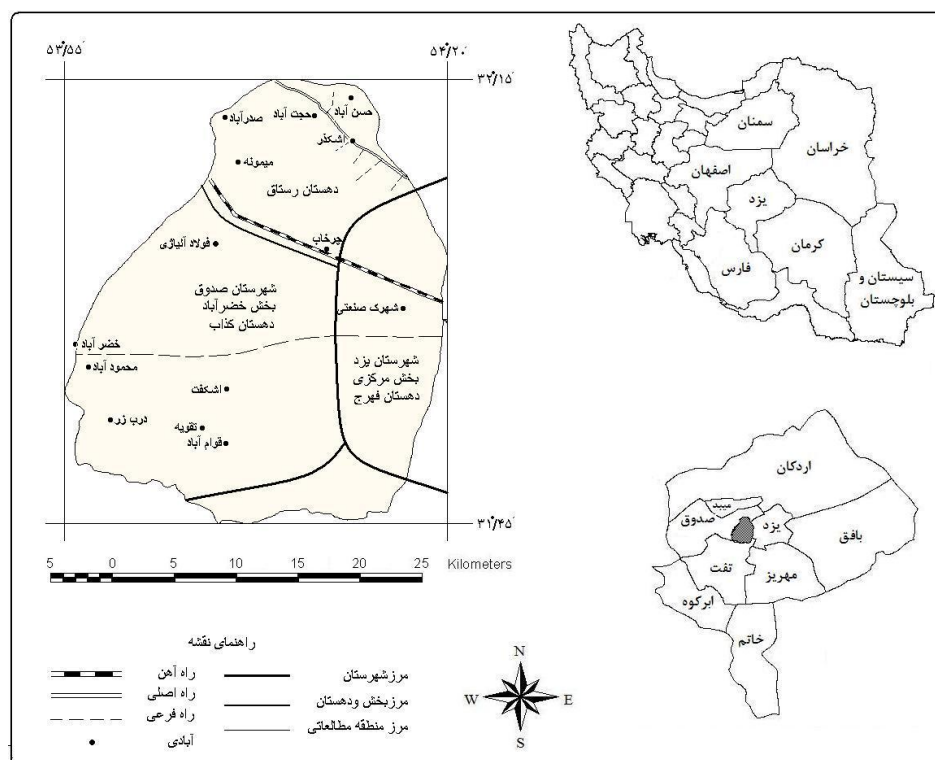 ۵۳°/۵۵'
۵۴°/۲۰'
۳۲°/۱۵'
حسن آباد
حجت آباد
صدرآباد
اشکذر
میمونه
دهستان رستاق
چرخاب
فولاد آلیاژی
شهرستان صدوق
بخش خضرآباد
دهستان کذاب
شهرک صنعتی
خضر آباد
محمود آباد
شهرستان یزد
بخش مرکزی
دهستان فهرج
اشکفت
درب زر
تقویه
قوام آباد
۳۱°/۴۵'
5 0 5 10 15 20 25 Kilometers
راهنمای نقشه
راه آهن
راه اصلی
راه فرعی
آبادی
مرزشهرستان
مرزبخش ودهستان
مرز منطقه مطالعاتی
N
W E
S
سمنان
خراسان
اصفهان
یزد
کرمان
فارس
سیستان و
بلوچستان
اردکان
میبد
صدوق
یزد
بافق
تفت
مهریز
ابرکوه
خاتم